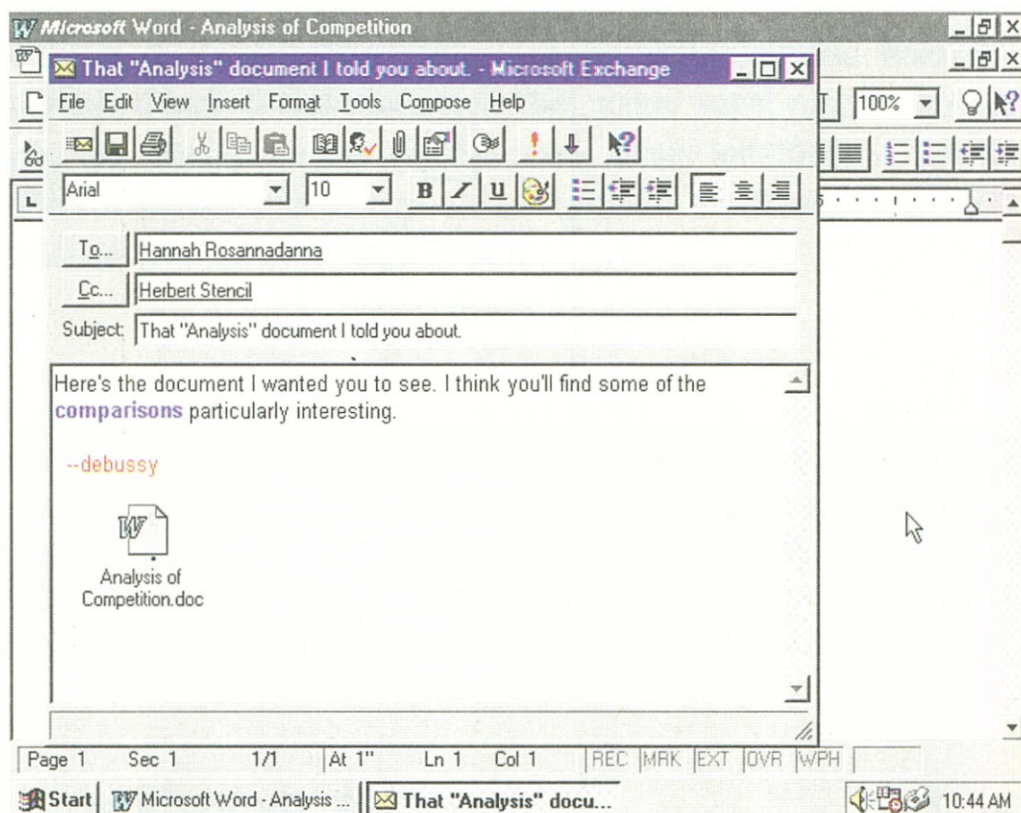 Microsoft Word - Analysis of Competition
That "Analysis" document I told you about. - Microsoft Exchange
File Edit View Insert Format Tools Compose Help
100%
Arial 10 B I U
To... Hannah Rosannadanna
Cc... Herbert Stencil
Subject: That "Analysis" document I told you about.
Here's the document I wanted you to see. I think you'll find some of the
comparisons particularly interesting.
--debussy
Analysis of
Competition.doc
Page 1 Sec 1 1/1 At 1" Ln 1 Col 1 REC MRK EXT OVR WPH
Start Microsoft Word - Analysis ... That "Analysis" docu... 10:44 AM